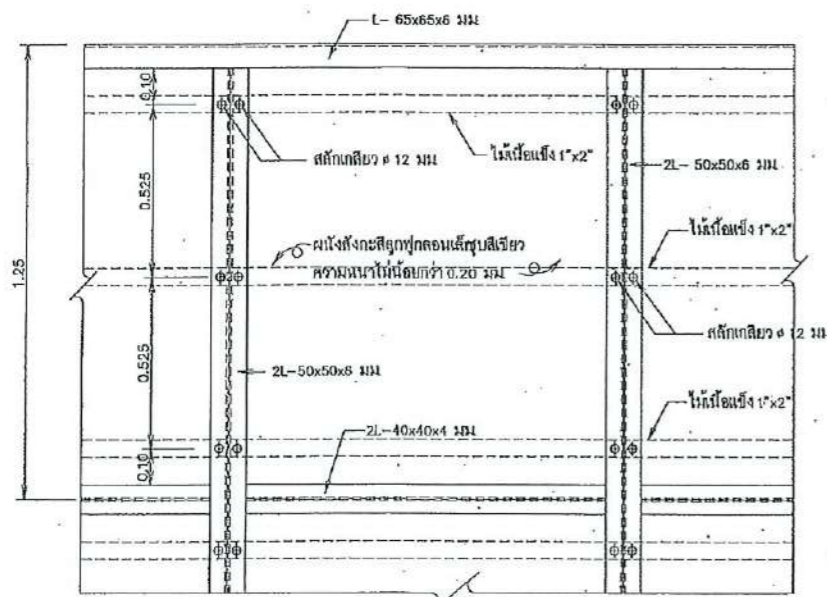 L- 65x65x6 มม
0.10
สลักเกลียว ø 12 มม
ไม้เนื้อแข็ง 1"x2"
2L- 50x50x6 มม
0.525
ผนังสังกะสีลูกฟูกลอนเล็กชุบสีเขียว
ความหนาไม่น้อยกว่า 0.20 มม
ไม้เนื้อแข็ง 1"x2"
1.25
สลักเกลียว ø 12 มม
0.525
2L-50x50x6 มม
ไม้เนื้อแข็ง 1"x2"
2L-40x40x4 มม
0.10